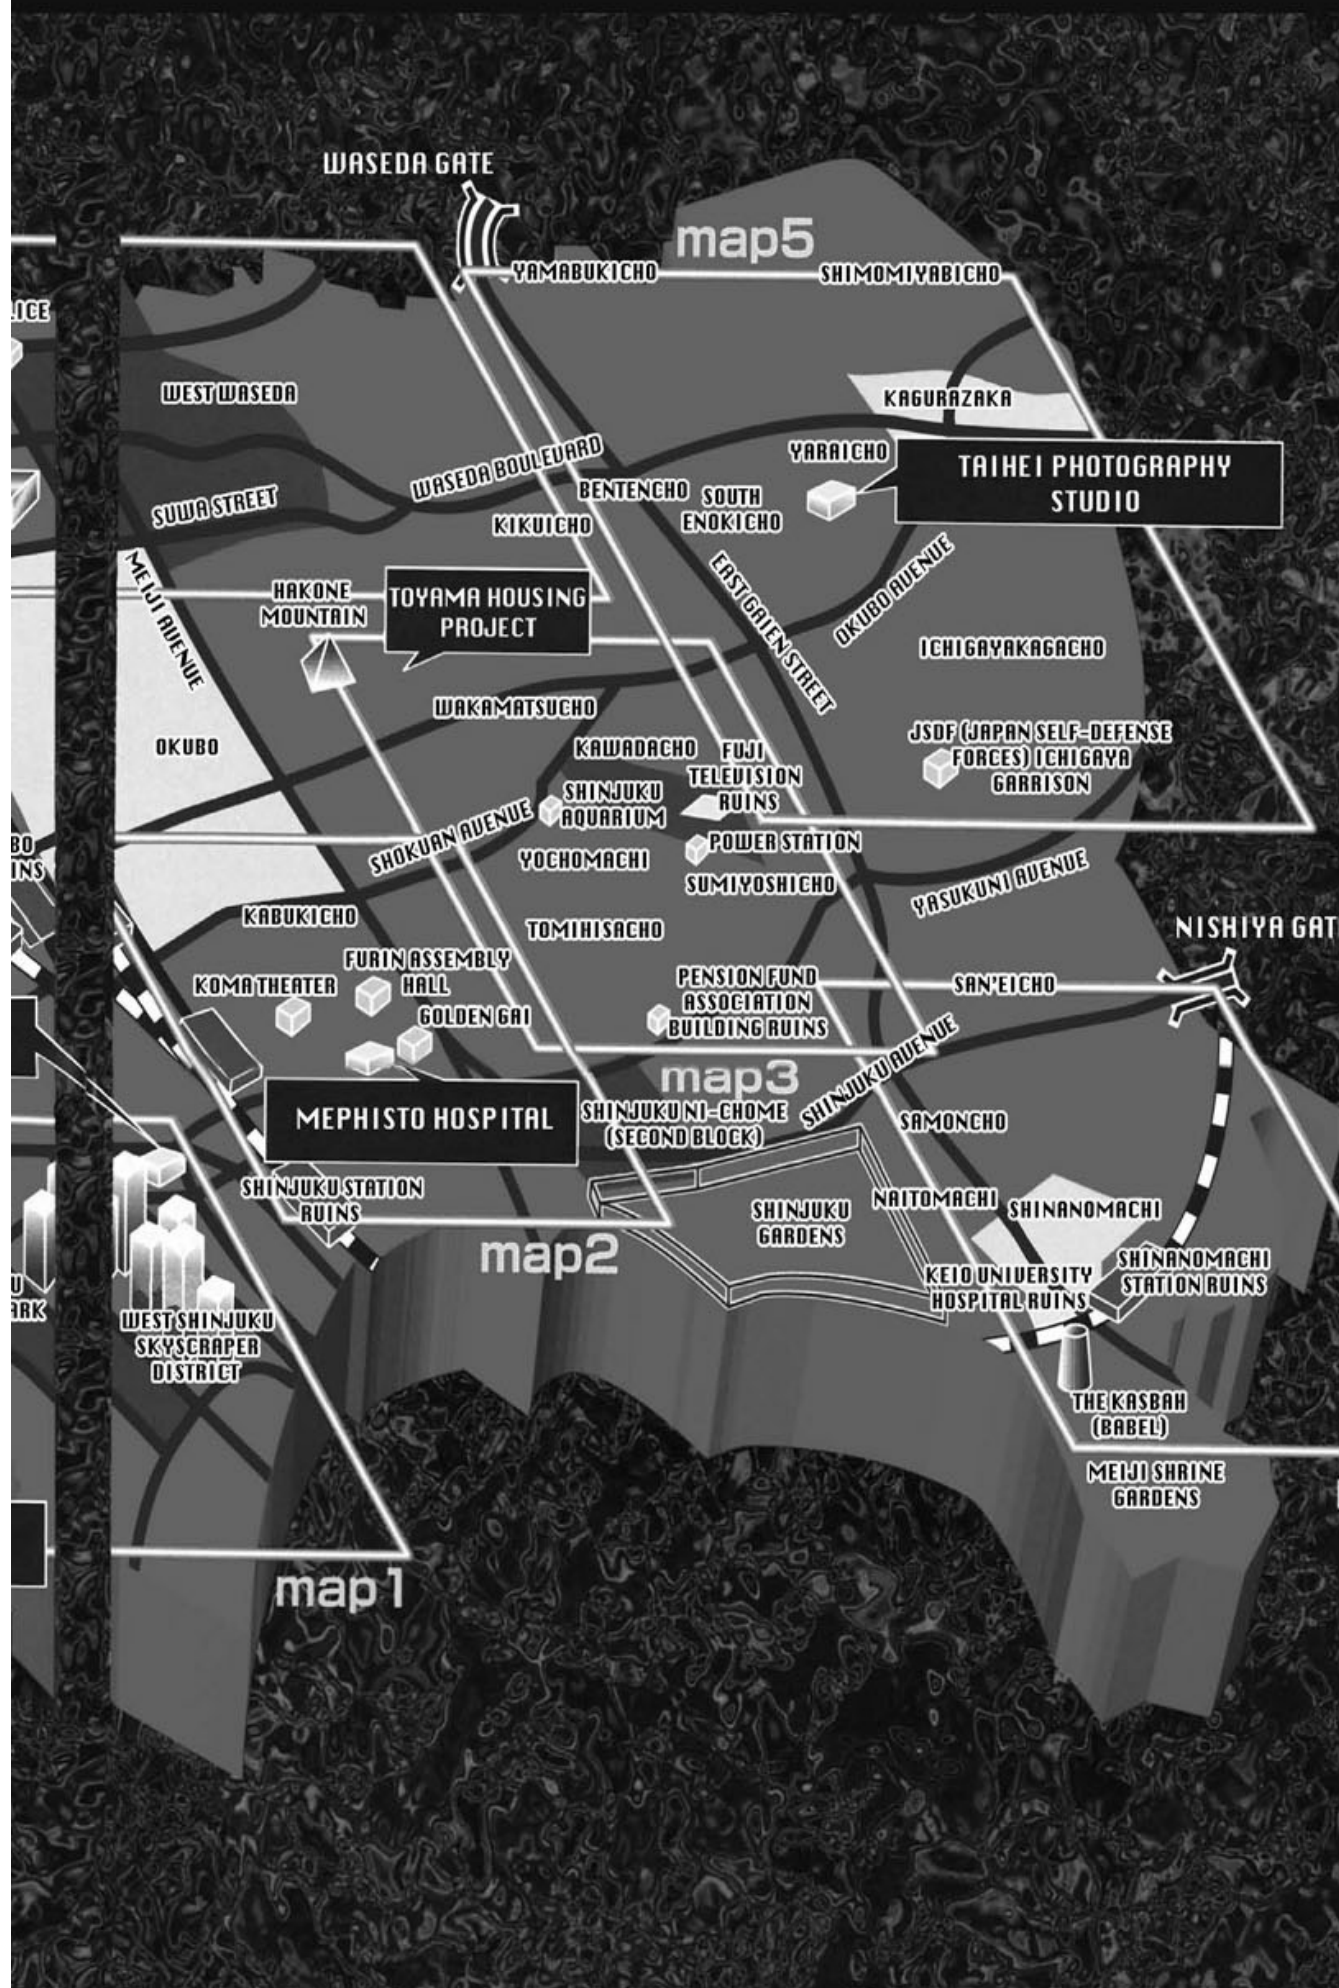 WASEDA GATE
map5
YAMABUKICHO
SHIMOMIYABICHO
WEST WASEDA
KAGURAZAKA
WASEDA BOULEVARD
YARAICHO
TAIHEI PHOTOGRAPHY
STUDIO
SUWA STREET
BENTENCHO
SOUTH
ENOKICHO
KIKUICHO
MEIJI AVENUE
HAKONE
MOUNTAIN
TOYAMA HOUSING
PROJECT
EAST GAIEN STREET
OKUBO AVENUE
ICHIGAYAKAGACHO
WAKAMATSUCHO
OKUBO
KAWADACHO
FUJI
TELEVISION
RUINS
JSDF (JAPAN SELF-DEFENSE
FORCES) ICHIGAYA
GARRISON
SHINJUKU
AQUARIUM
SHOKUAN AVENUE
YOCHOMACHI
POWER STATION
SUMIYOSHICHO
YASUKUNI AVENUE
KABUKICHO
TOMIHISACHO
NISHIYA GAT
FURIN ASSEMBLY
HALL
KOMA THEATER
GOLDEN GAI
PENSION FUND
ASSOCIATION
BUILDING RUINS
SAN'EICHO
map3
SHINJUKU AVENUE
MEPHISTO HOSPITAL
SHINJUKU NI-CHOME
(SECOND BLOCK)
SAMONCHO
SHINJUKU STATION
RUINS
SHINJUKU
GARDENS
NAITOMACHI
SHINANOMACHI
map2
KEIO UNIVERSITY
HOSPITAL RUINS
SHINANOMACHI
STATION RUINS
WEST SHINJUKU
SKYSCRAPER
DISTRICT
THE KASBAH
(BABEL)
MEIJI SHRINE
GARDENS
map1